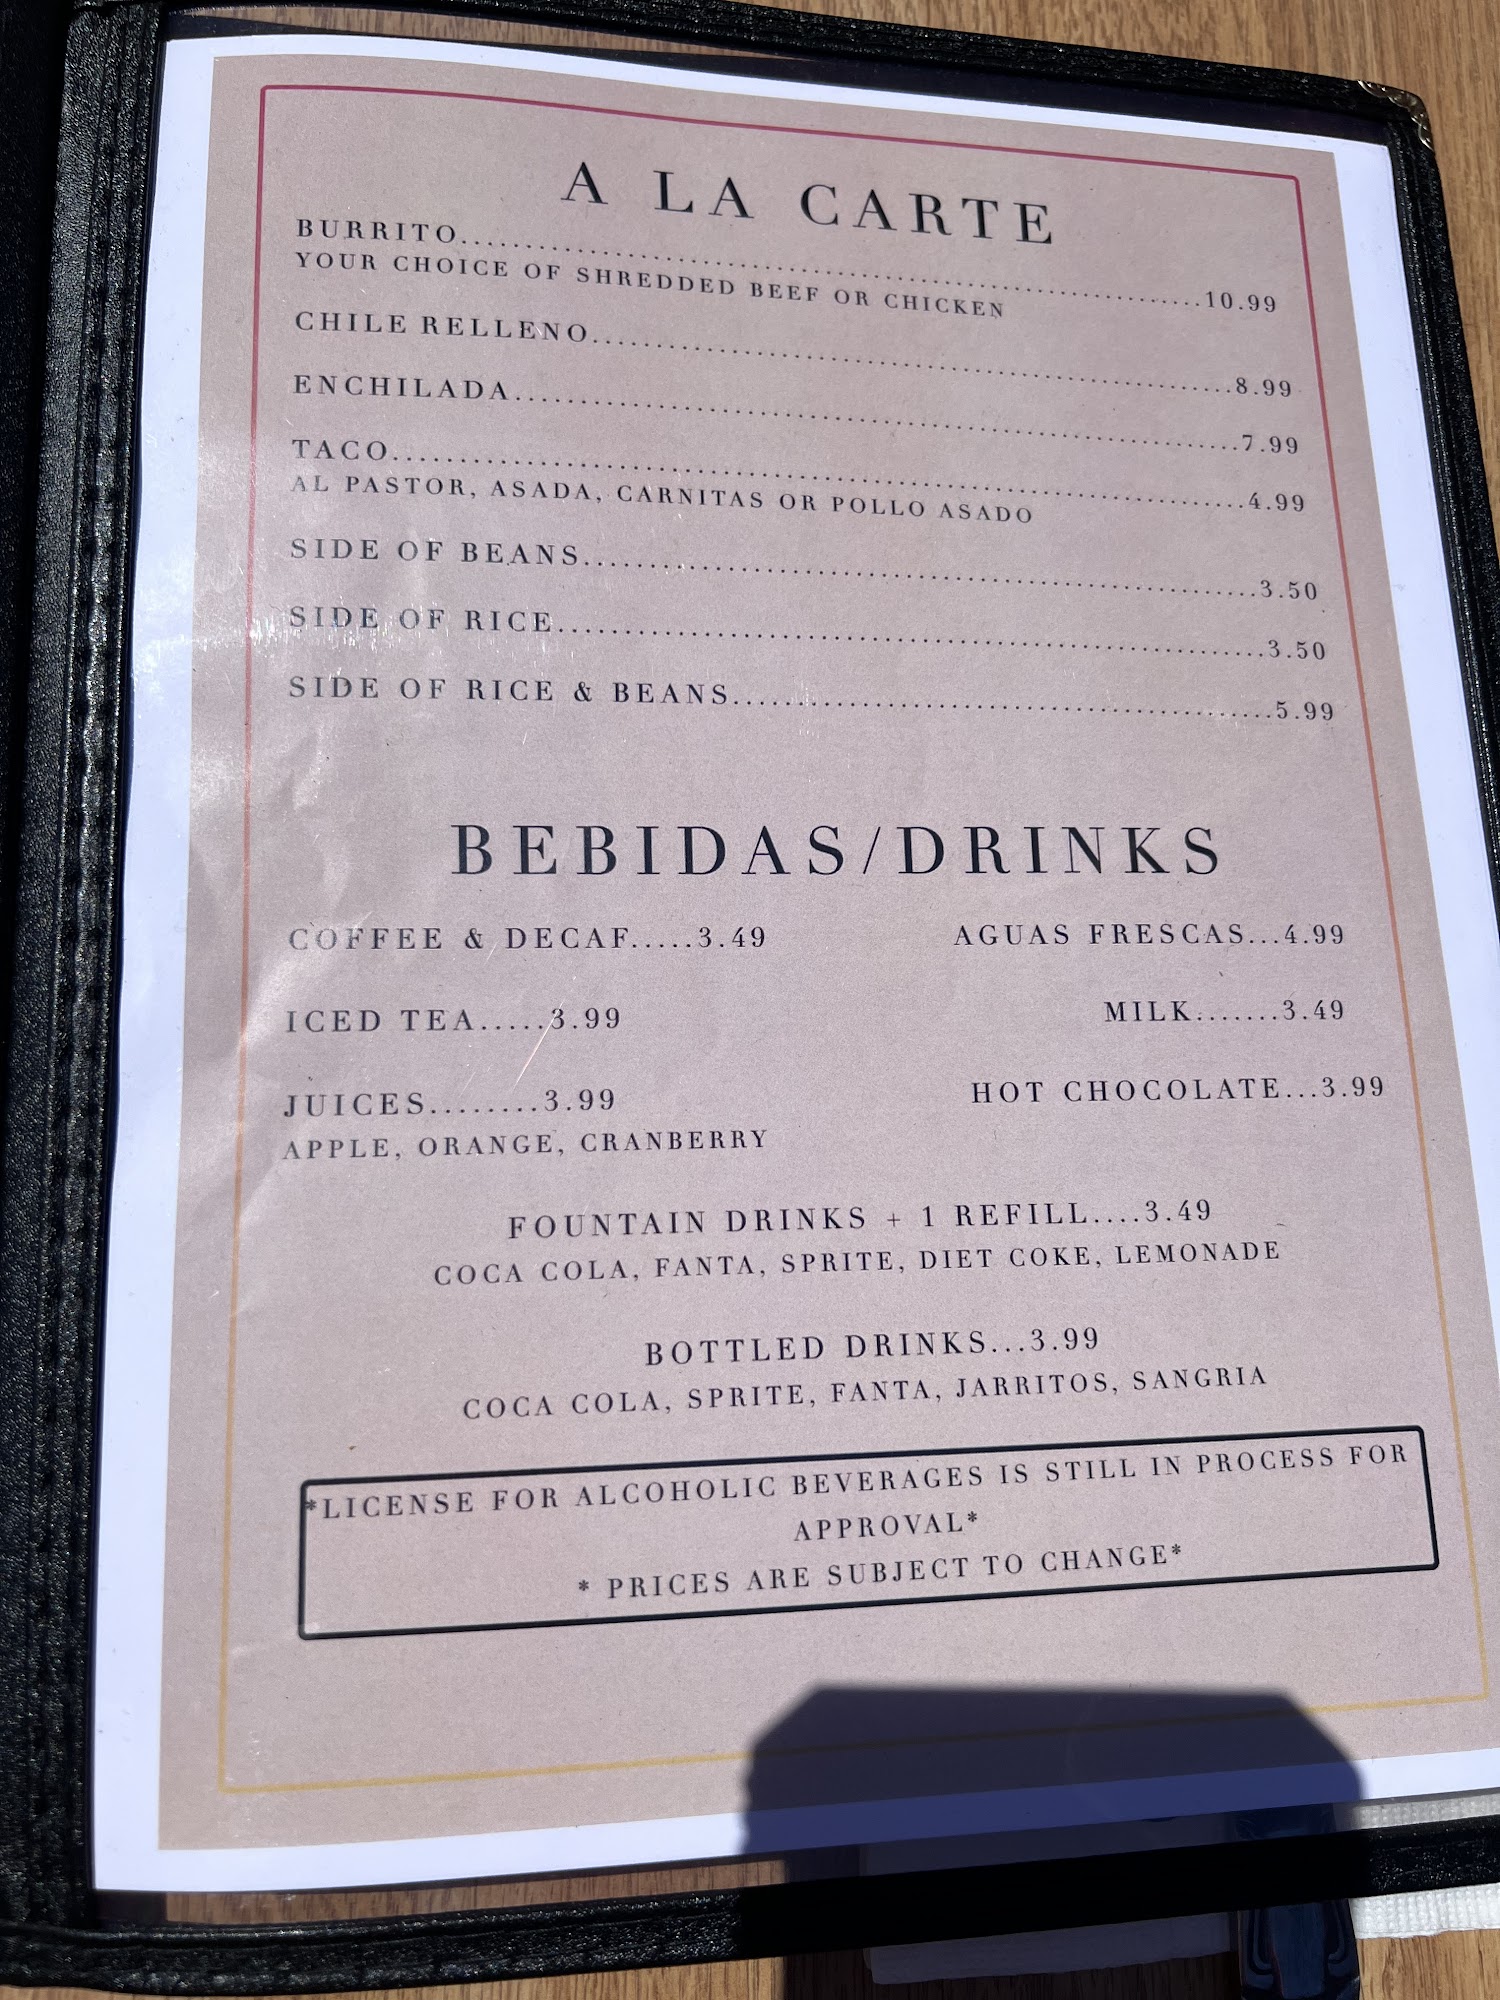 A LA CARTE
BURRITO...............................................................10.99
YOUR CHOICE OF SHREDDED BEEF OR CHICKEN
CHILE RELLENO......................................................8.99
ENCHILADA.............................................................7.99
TACO.........................................................................4.99
AL PASTOR, ASADA, CARNITAS OR POLLO ASADO
SIDE OF BEANS.......................................................3.50
SIDE OF RICE..........................................................3.50
SIDE OF RICE & BEANS............................................5.99
BEBIDAS/DRINKS
COFFEE & DECAF.....3.49
AGUAS FRESCAS...4.99
ICED TEA.....3.99
MILK.......3.49
JUICES........3.99
HOT CHOCOLATE...3.99
APPLE, ORANGE, CRANBERRY
FOUNTAIN DRINKS + 1 REFILL....3.49
COCA COLA, FANTA, SPRITE, DIET COKE, LEMONADE
BOTTLED DRINKS...3.99
COCA COLA, SPRITE, FANTA, JARRITOS, SANGRIA
*LICENSE FOR ALCOHOLIC BEVERAGES IS STILL IN PROCESS FOR
APPROVAL*
* PRICES ARE SUBJECT TO CHANGE*